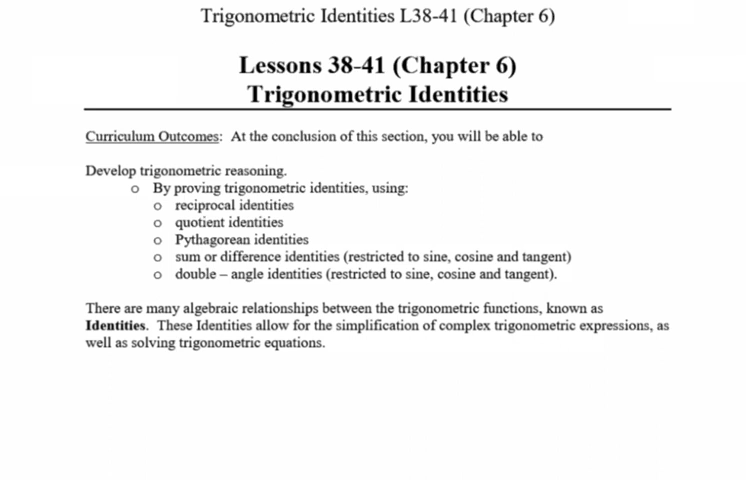 Trigonometric Identities L38-41 (Chapter 6)
Lessons 38-41 (Chapter 6)
Trigonometric Identities
Curriculum Outcomes: At the conclusion of this section, you will be able to
Develop trigonometric reasoning.
o By proving trigonometric identities, using:
o reciprocal identities
o quotient identities
o Pythagorean identities
o sum or difference identities (restricted to sine, cosine and tangent)
o double – angle identities (restricted to sine, cosine and tangent).
There are many algebraic relationships between the trigonometric functions, known as
Identities. These Identities allow for the simplification of complex trigonometric expressions, as
well as solving trigonometric equations.